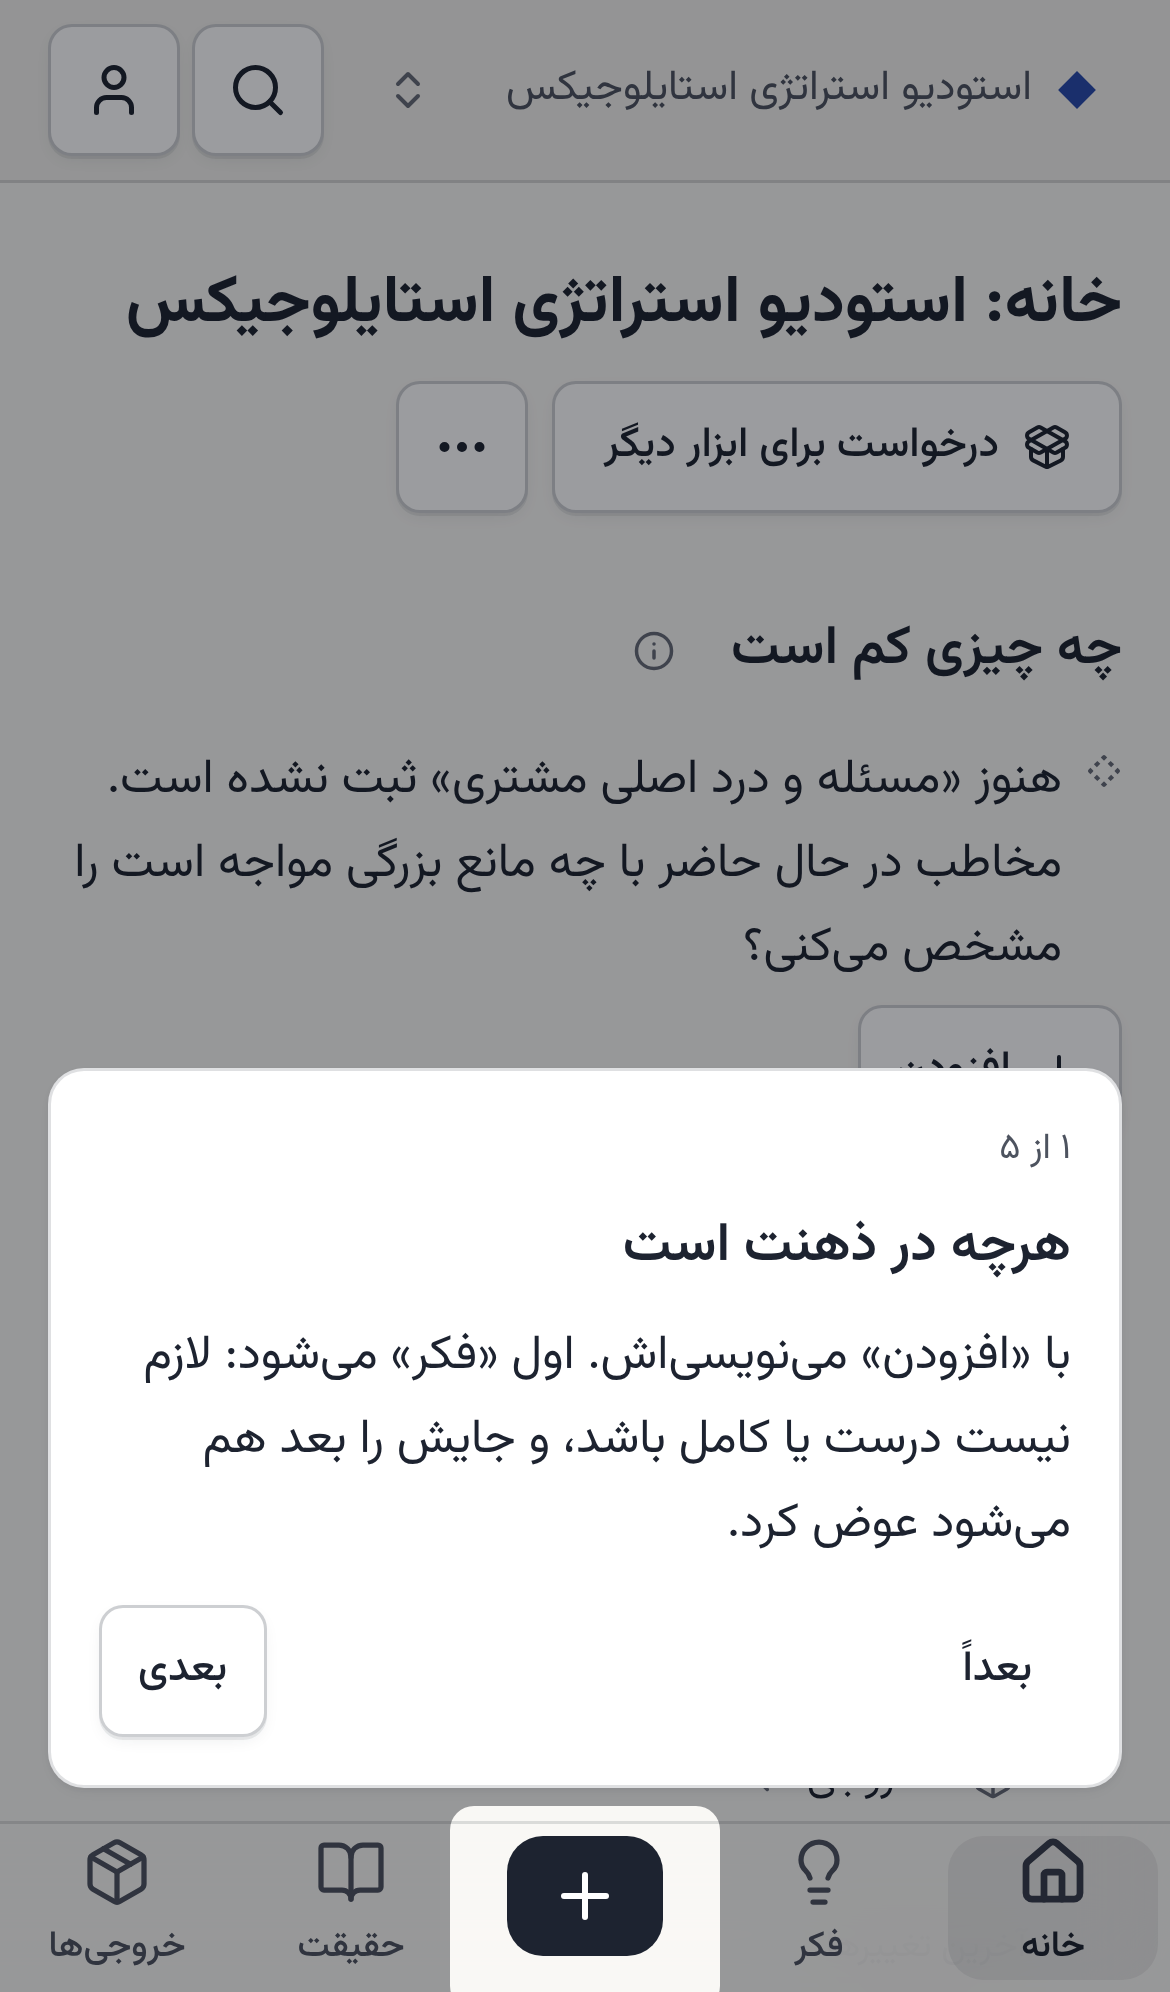 استودیو استراتژی استایلوجیکس
خانه: استودیو استراتژی استایلوجیکس
درخواست برای ابزار دیگر
چه چیزی کم است
هنوز «مسئله و درد اصلی مشتری» ثبت نشده است.
مخاطب در حال حاضر با چه مانع بزرگی مواجه است را
مشخص می‌کنی؟
افزودن
۱ از ۵
هرچه در ذهنت است
با «افزودن» می‌نویسی‌اش. اول «فکر» می‌شود: لازم
نیست درست یا کامل باشد، و جایش را بعد هم
می‌شود عوض کرد.
بعداً
بعدی
خانه
فکر
حقیقت
خروجی‌ها